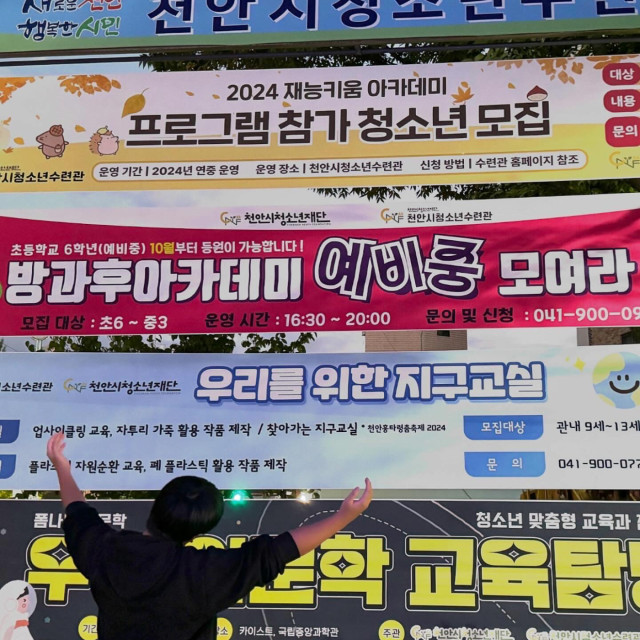 새로운 천안
행복한 시민
천안시청소년수련
2024 재능키움 아카데미
프로그램 참가 청소년 모집
대상
내용
문의
안시청소년수련관
운영 기간 | 2024년 연중 운영 운영 장소 | 천안시청소년수련관 신청 방법 | 수련관 홈페이지 참조
천안시청소년재단 천안시청소년수련관
초등학교 6학년(예비중) 10월부터 등원이 가능합니다!
방과후아카데미 예비중 모여라
모집 대상 : 초6 ~ 중3 운영 시간 : 16:30 ~ 20:00 문의 및 신청 : 041-900-09
소년수련관 천안시청소년재단 우리를 위한 지구교실
업사이클링 교육, 자투리 가죽 활용 작품 제작 / 찾아가는 지구교실 * 천안흥타령춤축제 2024 모집대상 관내 9세~13세
자원순환 교육, 폐 플라스틱 활용 작품 제작 문 의 041-900-077
청소년 맞춤형 교육과
문학 교육탐
기간 카이스트, 국립중앙과학관 주관 천안시청소년재단